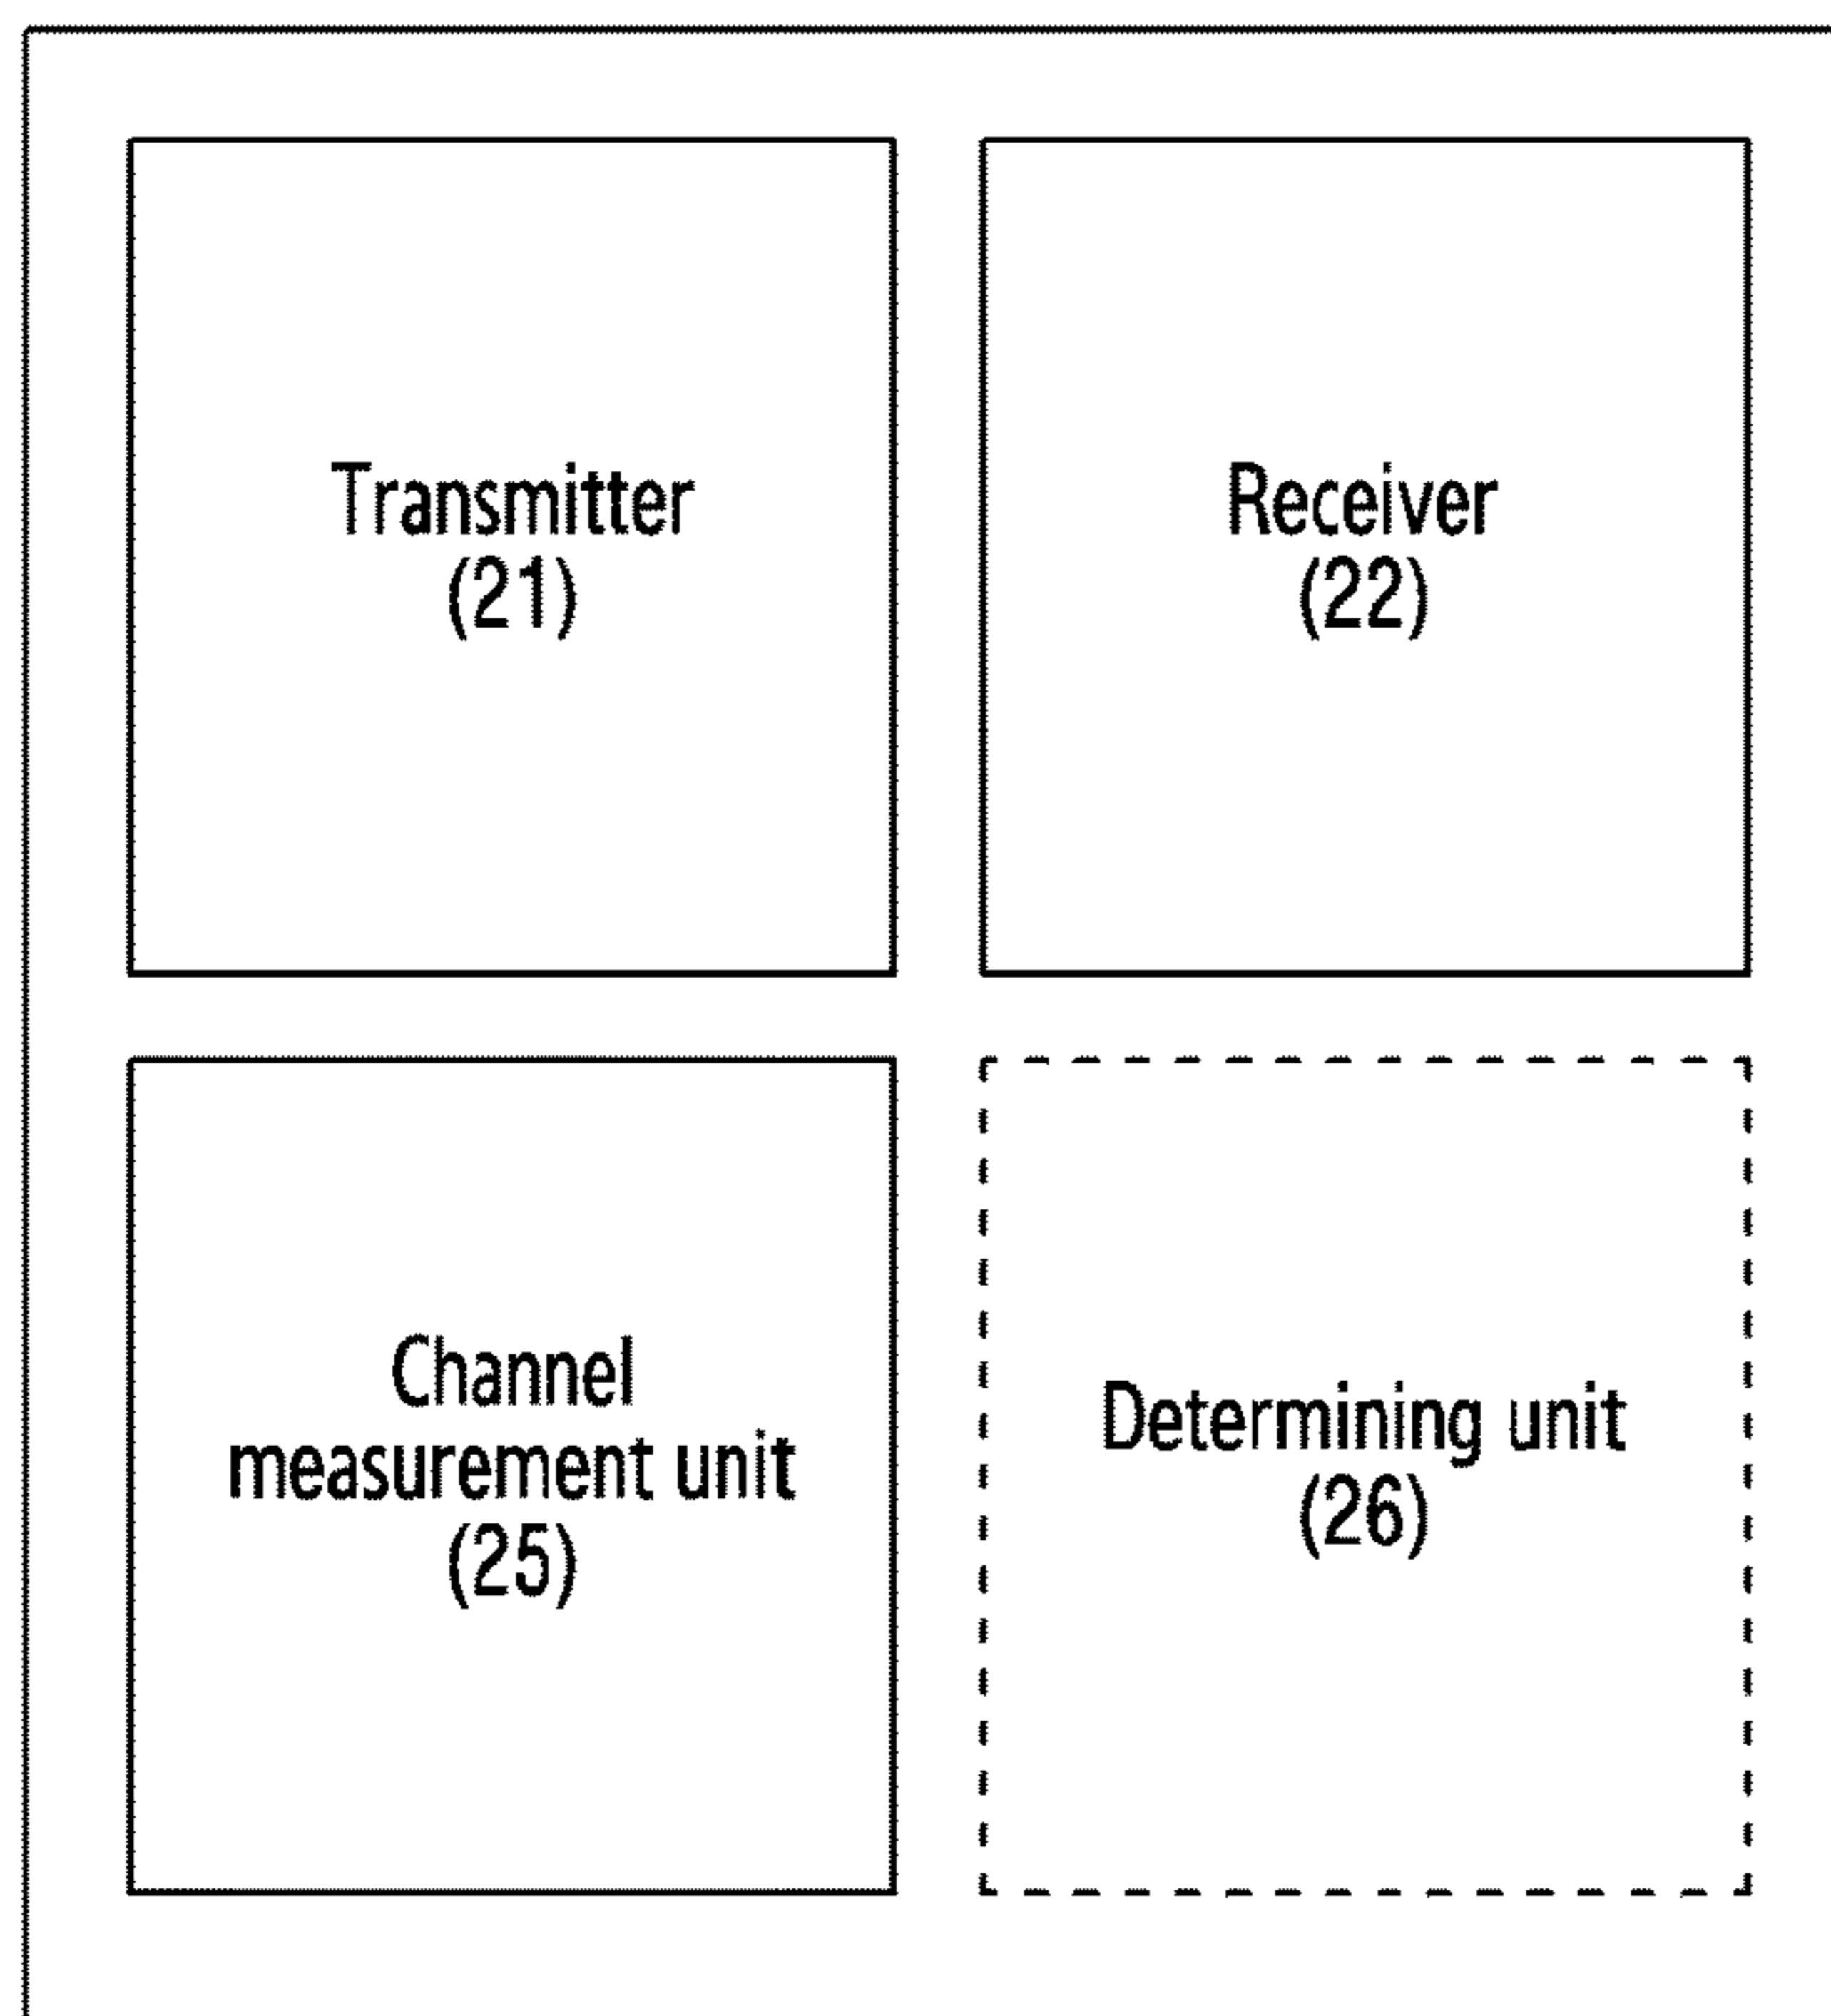 Transmitter
(21)
Receiver
(22)
Channel
measurement unit
(25)
Determining unit
(26)